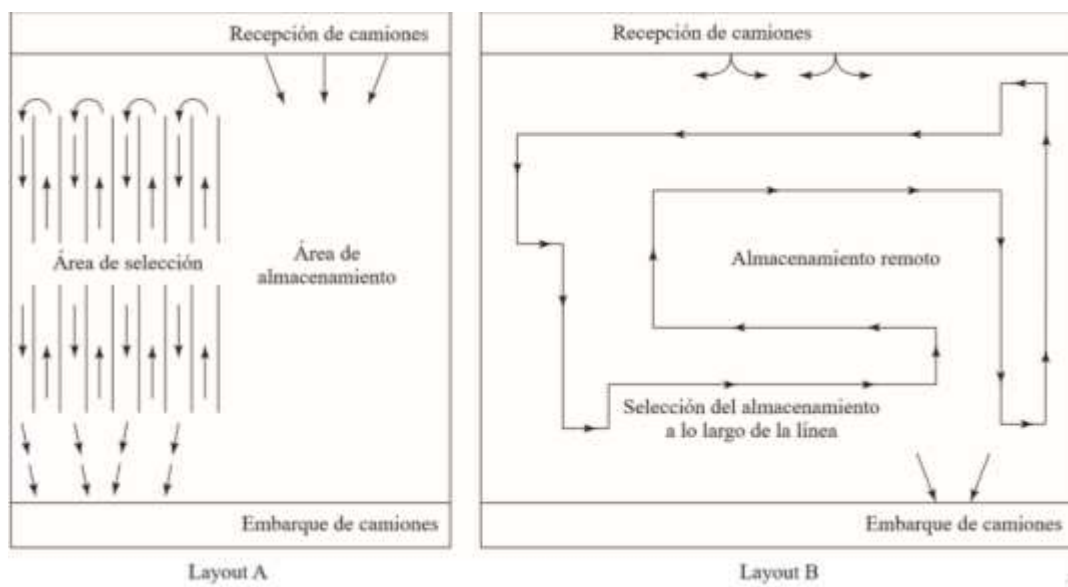 Recepción de camiones
Área de selección
Área de
almacenamiento
Embarque de camiones
Layout A
Recepción de camiones
Almacenamiento remoto
Selección del almacenamiento
a lo largo de la línea
Embarque de camiones
Layout B